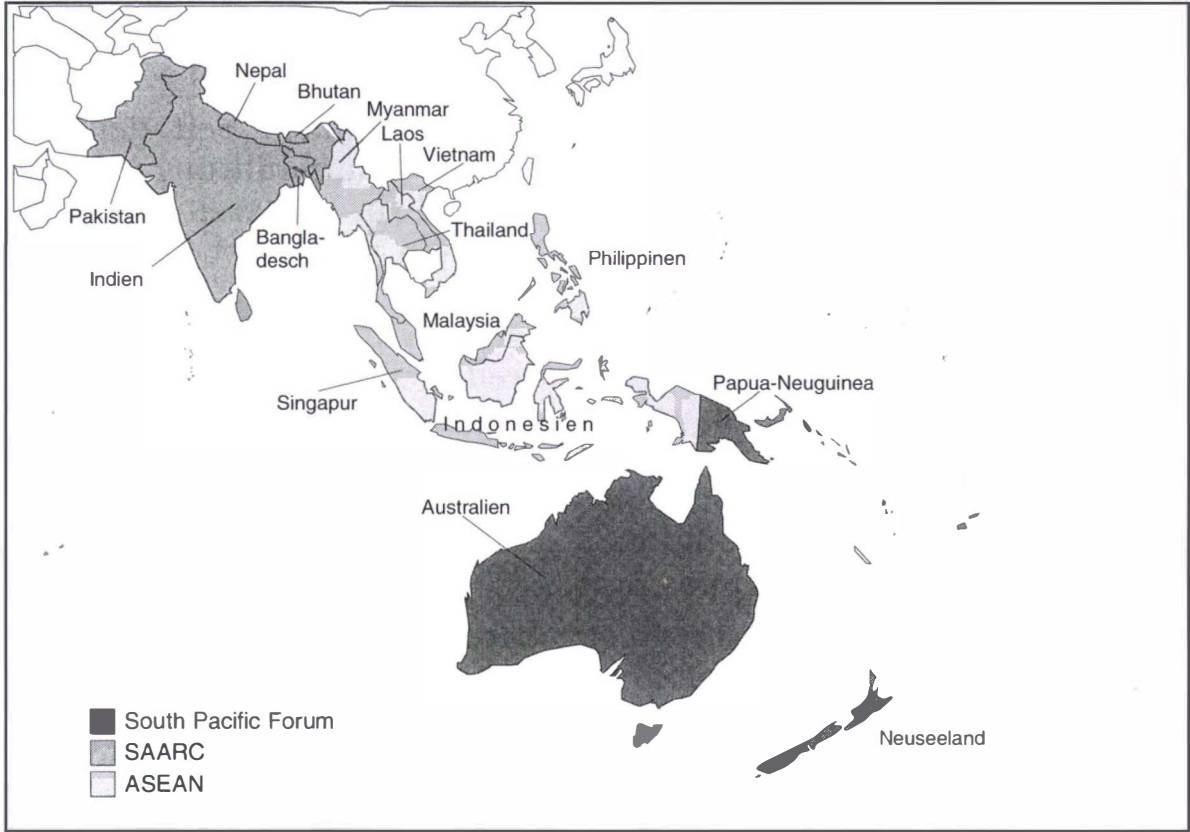 Nepal
Bhutan
Myanmar
Laos
Vietnam
Pakistan
Bangla-
desch
Thailand
Indien
Philippinen
Malaysia
Singapur
Papua-Neuguinea
Indonesien
Australien
South Pacific Forum
SAARC
ASEAN
Neuseeland